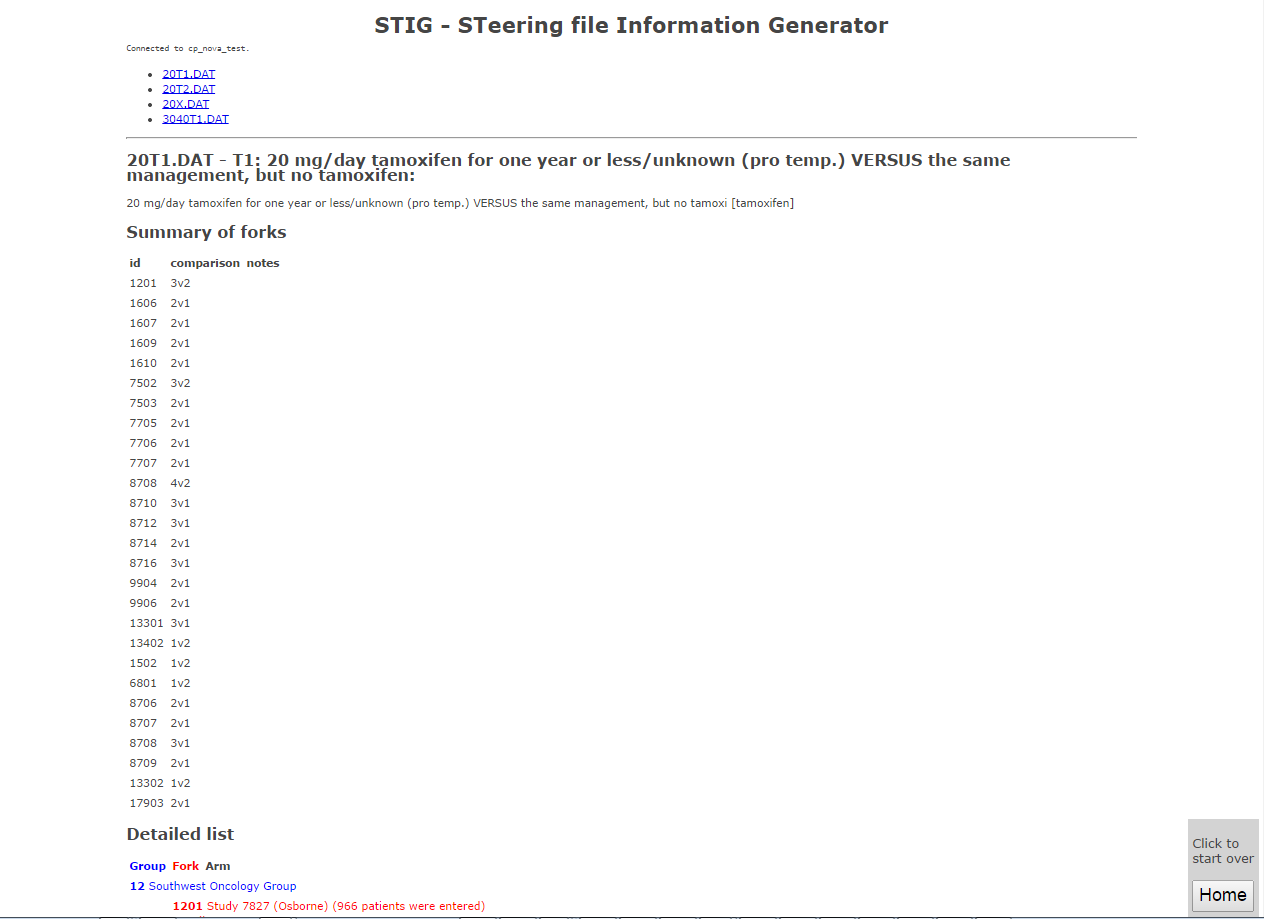 STIG - STeering file Information Generator
Connected to cp_nova_test.
20T1.DAT
20T2.DAT
20X.DAT
3040T1.DAT
20T1.DAT - T1: 20 mg/day tamoxifen for one year or less/unknown (pro temp.) VERSUS the same
management, but no tamoxifen:
20 mg/day tamoxifen for one year or less/unknown (pro temp.) VERSUS the same management, but no tamoxi [tamoxifen]
Summary of forks
id comparison notes
1201 3v2
1606 2v1
1607 2v1
1609 2v1
1610 2v1
7502 3v2
7503 2v1
7705 2v1
7706 2v1
7707 2v1
8708 4v2
8710 3v1
8712 3v1
8714 2v1
8716 3v1
9904 2v1
9906 2v1
13301 3v1
13402 1v2
1502 1v2
6801 1v2
8706 2v1
8707 2v1
8708 3v1
8709 2v1
13302 1v2
17903 2v1
Detailed list
Group Fork Arm
12 Southwest Oncology Group
1201 Study 7827 (Osborne) (966 patients were entered)
Click to
start over
Home